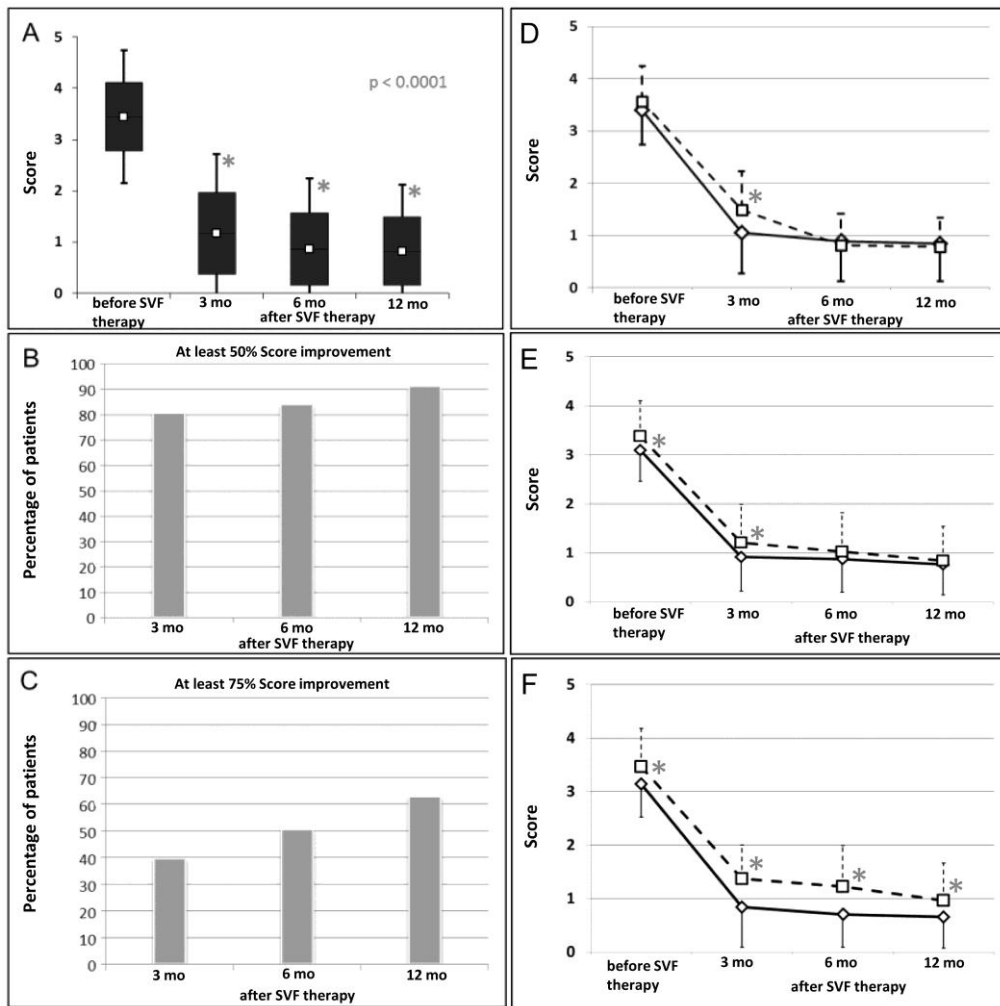 A
5
4
3
2
1
0
Score
p < 0.0001
*
*
*
before SVF therapy
3 mo
6 mo
12 mo
after SVF therapy
B
At least 50% Score improvement
100
90
80
70
60
50
40
30
20
10
0
Percentage of patients
3 mo
6 mo
12 mo
after SVF therapy
C
At least 75% Score improvement
100
90
80
70
60
50
40
30
20
10
0
Percentage of patients
3 mo
6 mo
12 mo
after SVF therapy
D
5
4
3
2
1
0
Score
*
before SVF
therapy
3 mo
6 mo
12 mo
after SVF therapy
E
5
4
3
2
1
0
Score
*
*
before SVF
therapy
3 mo
6 mo
12 mo
after SVF therapy
F
5
4
3
2
1
0
Score
*
*
*
*
before SVF
therapy
3 mo
6 mo
12 mo
after SVF therapy